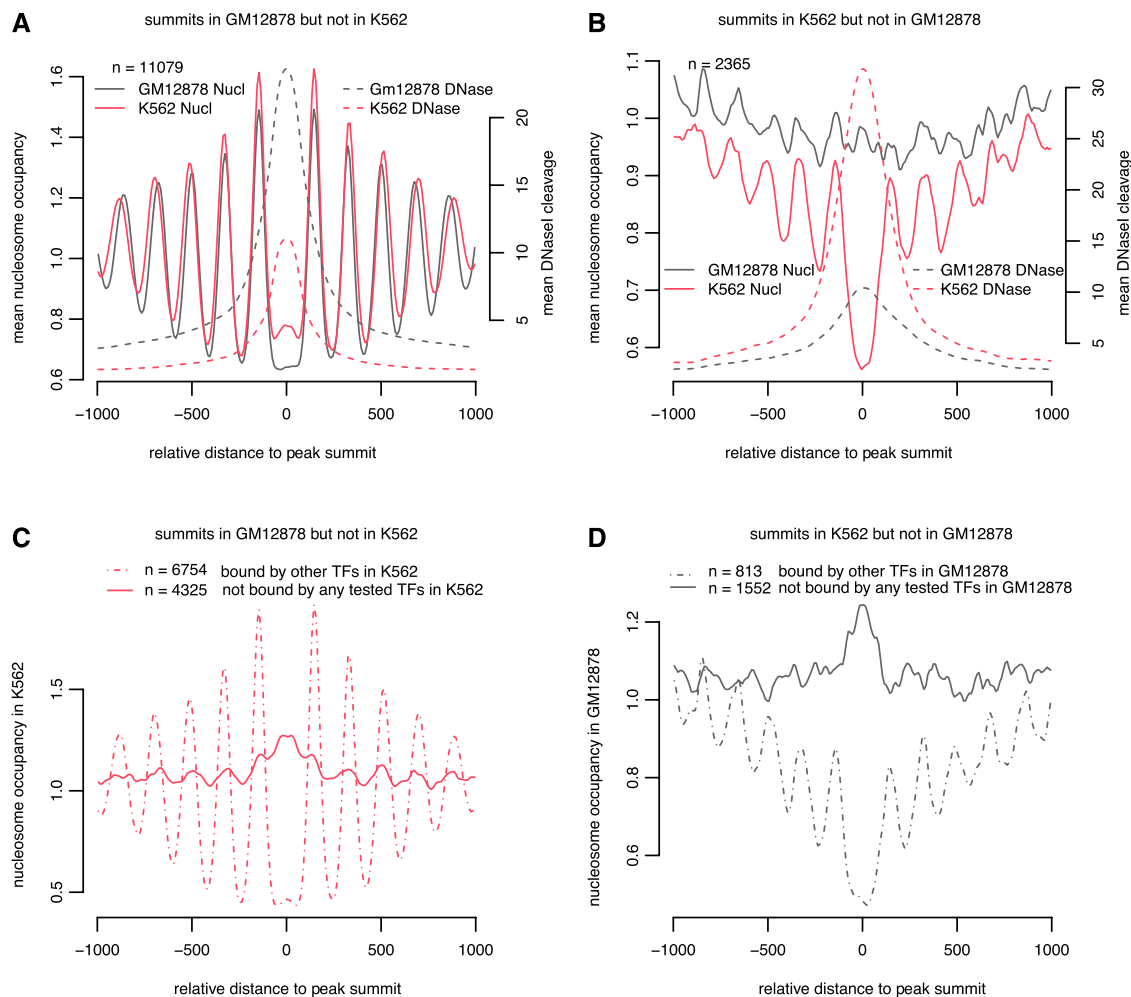 A
summits in GM12878 but not in K562
n = 11079
GM12878 Nucl
K562 Nucl
Gm12878 DNase
K562 DNase
mean nucleosome occupancy
0.6 0.8 1.0 1.2 1.4 1.6
mean DNaseI cleavage
5 10 15 20
−1000 −500 0 500 1000
relative distance to peak summit
B
summits in K562 but not in GM12878
n = 2365
GM12878 Nucl
K562 Nucl
GM12878 DNase
K562 DNase
mean nucleosome occupancy
0.6 0.7 0.8 0.9 1.0 1.1
mean DNaseI cleavage
5 10 15 20 25 30
−1000 −500 0 500 1000
relative distance to peak summit
C
summits in GM12878 but not in K562
n = 6754 bound by other TFs in K562
n = 4325 not bound by any tested TFs in K562
nucleosome occupancy in K562
0.5 1.0 1.5
−1000 −500 0 500 1000
relative distance to peak summit
D
summits in K562 but not in GM12878
n = 813 bound by other TFs in GM12878
n = 1552 not bound by any tested TFs in GM12878
nucleosome occupancy in GM12878
0.6 0.8 1.0 1.2
−1000 −500 0 500 1000
relative distance to peak summit